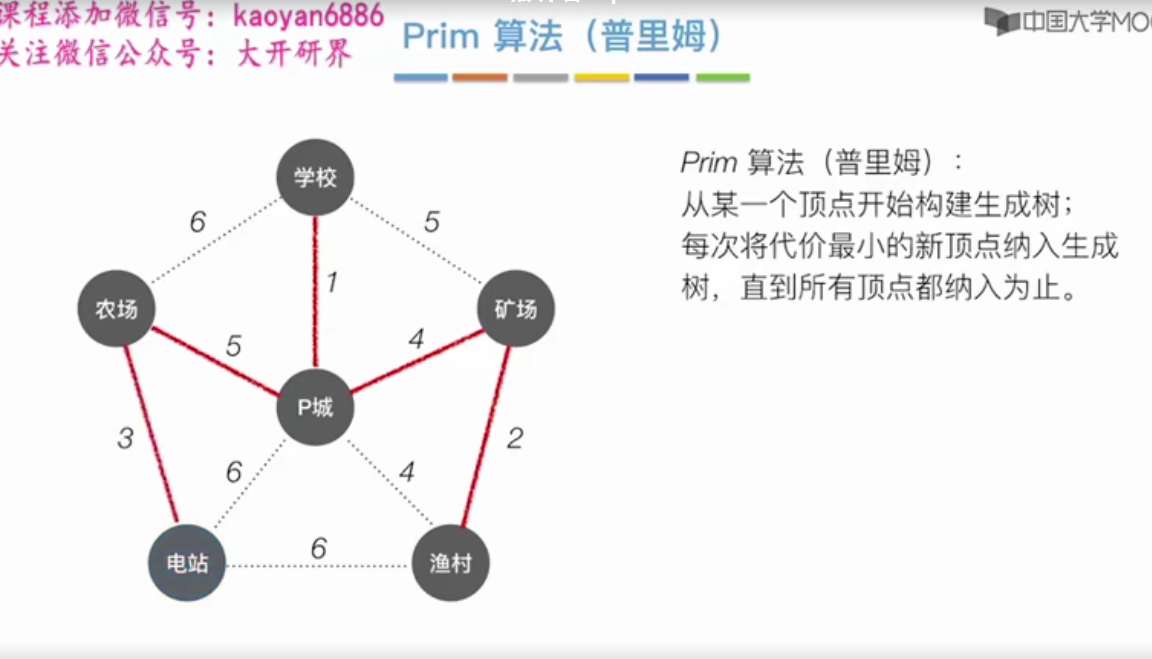 课程添加微信号：kaoyan6886
关注微信公众号：大开研界
Prim 算法（普里姆）
中国大学MO
学校
6
5
1
农场
矿场
5
4
P城
3
2
6
4
电站
6
渔村
Prim 算法（普里姆）：
从某一个顶点开始构建生成树；
每次将代价最小的新顶点纳入生成
树，直到所有顶点都纳入为止。